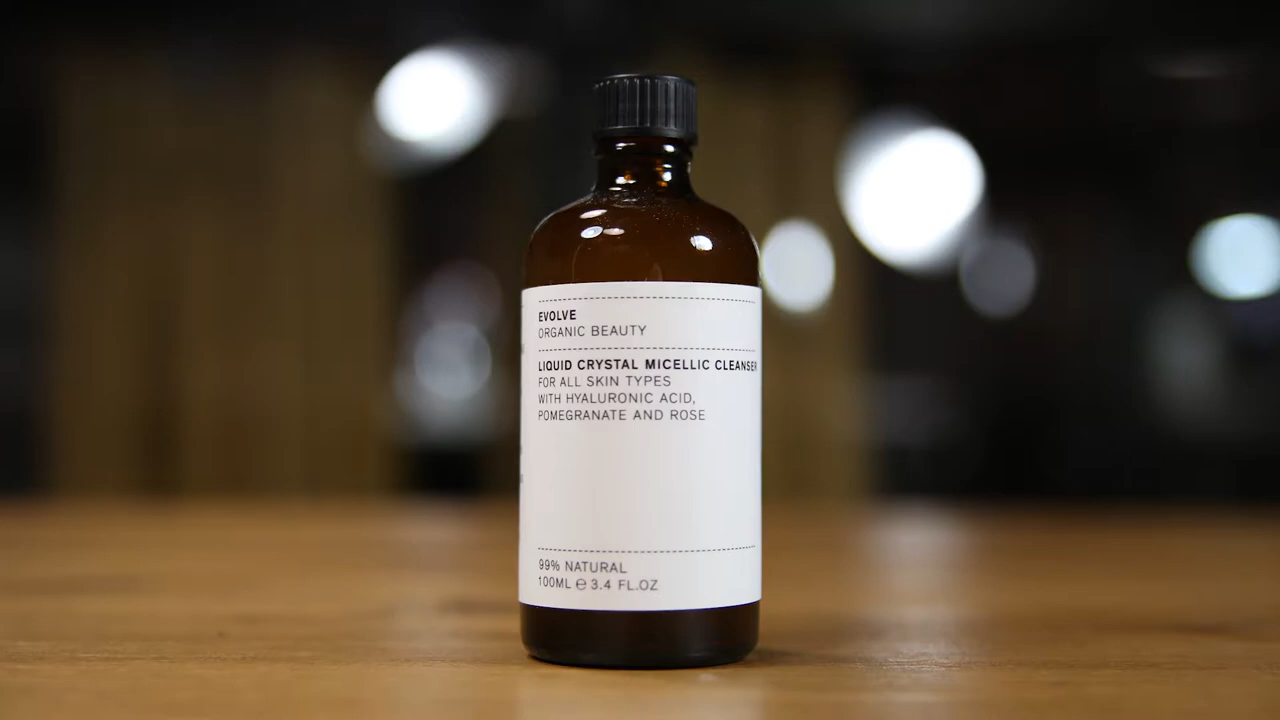 EVOLVE
ORGANIC BEAUTY
LIQUID CRYSTAL MICELLIC CLEANSER
FOR ALL SKIN TYPES
WITH HYALURONIC ACID,
POMEGRANATE AND ROSE
99% NATURAL
100ML ℮ 3.4 FL.OZ